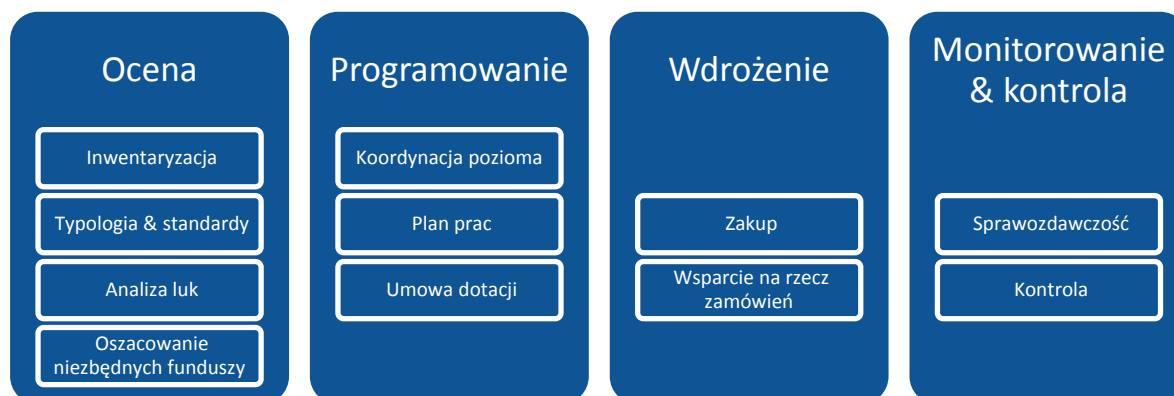 Ocena
Inwentaryzacja
Typologia & standardy
Analiza luk
Oszacowanie
niezbędnych funduszy
Programowanie
Koordynacja pozioma
Plan prac
Umowa dotacji
Wdrożenie
Zakup
Wsparcie na rzecz
zamówień
Monitorowanie
& kontrola
Sprawozdawczość
Kontrola